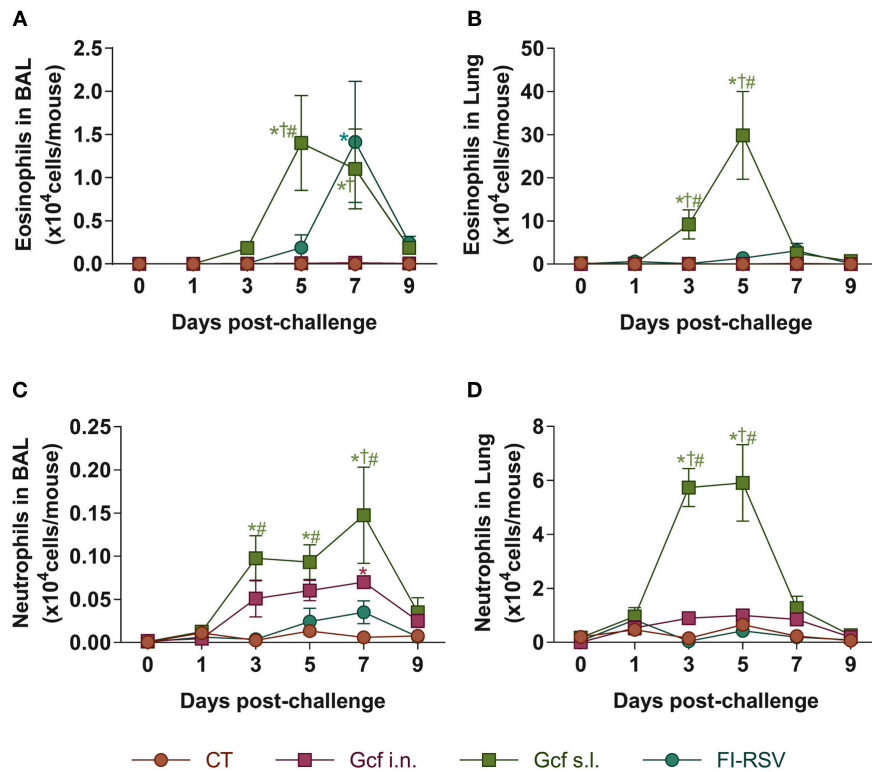 A
Eosinophils in BAL
(x10⁴cells/mouse)
2.5
2.0
1.5
1.0
0.5
0.0
*†#
*
*†
0 1 3 5 7 9
Days post-challenge
B
Eosinophils in Lung
(x10⁴cells/mouse)
50
40
30
20
10
0
*†#
*†#
0 1 3 5 7 9
Days post-challege
C
Neutrophils in BAL
(x10⁴cells/mouse)
0.25
0.20
0.15
0.10
0.05
0.00
*#
*#
*†#
*
0 1 3 5 7 9
Days post-challenge
D
Neutrophils in Lung
(x10⁴cells/mouse)
8
6
4
2
0
*†#
*†#
0 1 3 5 7 9
Days post-challenge
CT Gcf i.n. Gcf s.l. FI-RSV